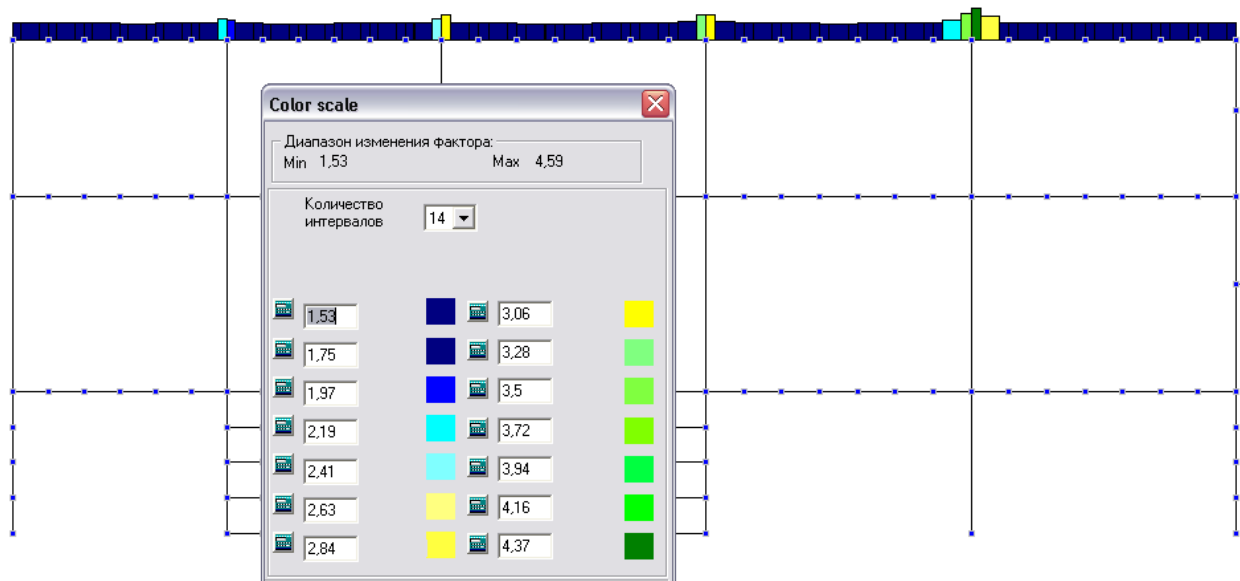 Color scale
Диапазон изменения фактора:
Min 1,53 Max 4,59
Количество
интервалов
14
1,53 3,06
1,75 3,28
1,97 3,5
2,19 3,72
2,41 3,94
2,63 4,16
2,84 4,37